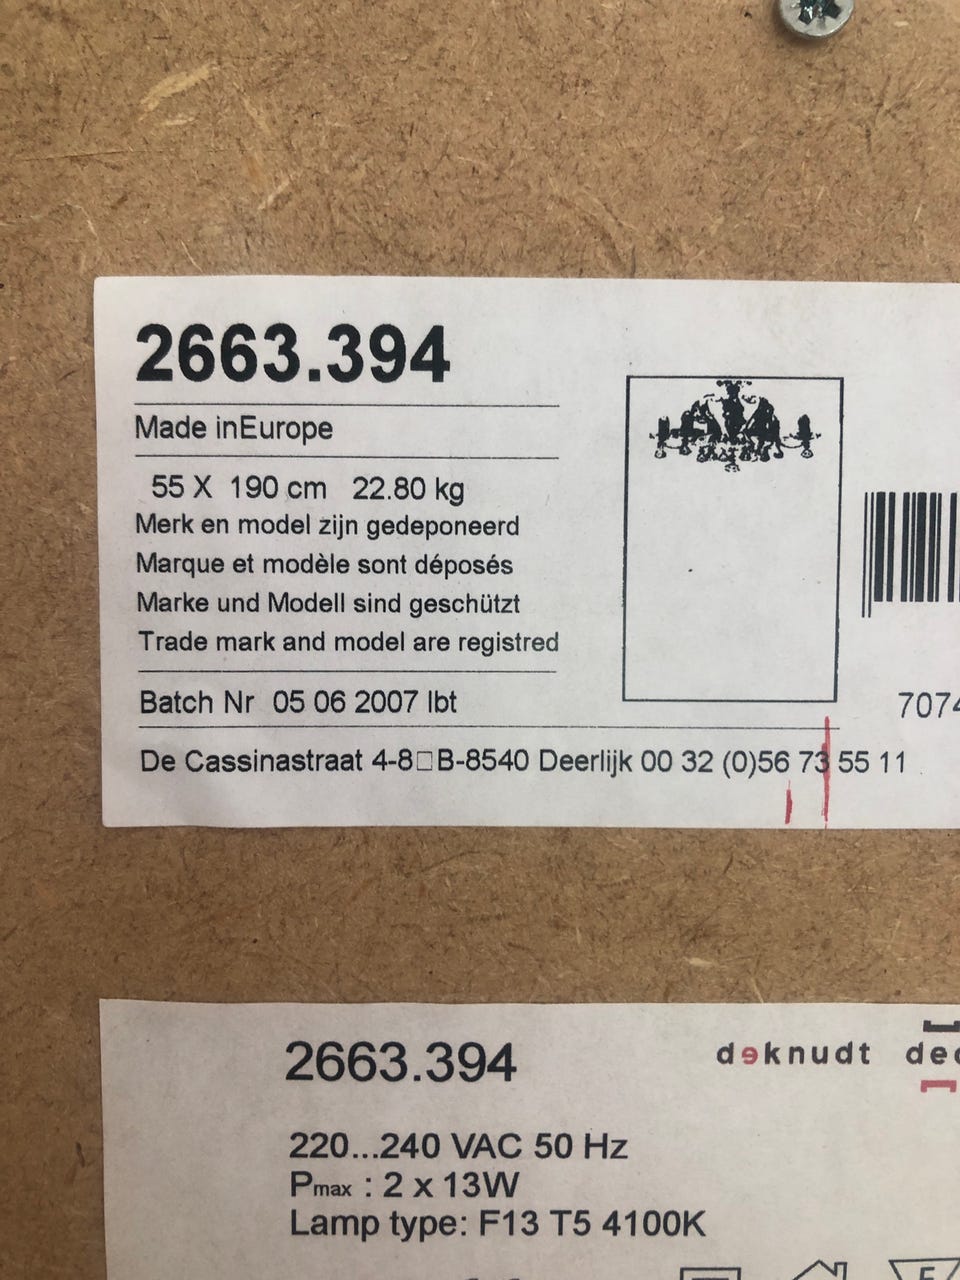 2663.394
Made inEurope
55 X 190 cm 22.80 kg
Merk en model zijn gedeponeerd
Marque et modèle sont déposés
Marke und Modell sind geschützt
Trade mark and model are registred
Batch Nr 05 06 2007 lbt
7074
De Cassinastraat 4-8□B-8540 Deerlijk 00 32 (0)56 73 55 11
2663.394
deknudt dec
220...240 VAC 50 Hz
Pmax : 2 x 13W
Lamp type: F13 T5 4100K
F